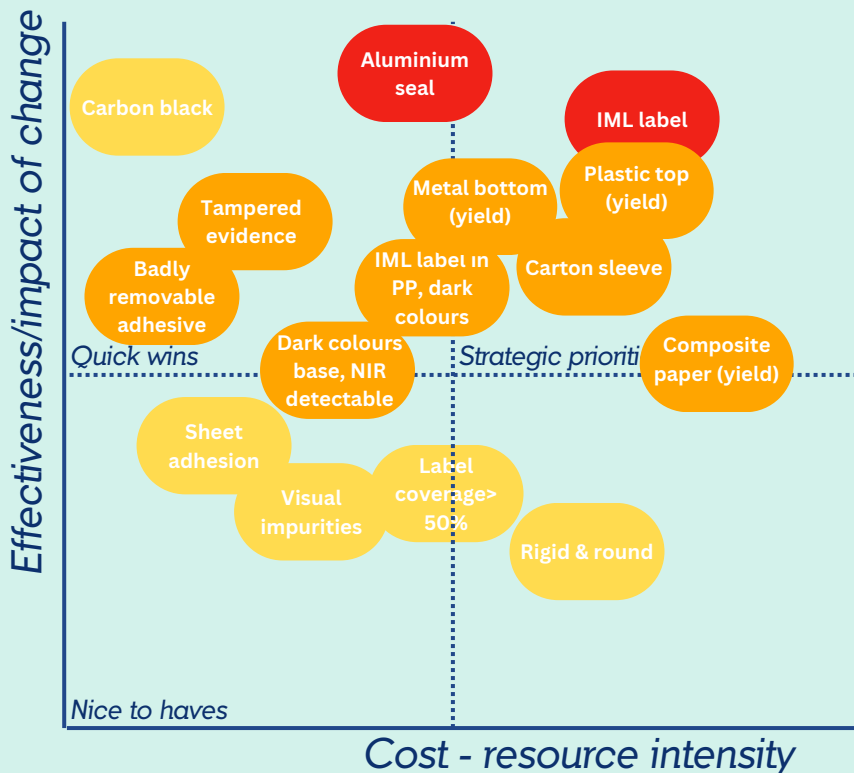 Effectiveness/impact of change
Aluminium
seal
Carbon black
IML label
Plastic top
(yield)
Metal bottom
(yield)
Tampered
evidence
Carton sleeve
IML label in
PP, dark
colours
Badly
removable
adhesive
Quick wins
Strategic prioriti
Dark colours
base, NIR
detectable
Composite
paper (yield)
Sheet
adhesion
Label
coverage>
50%
Visual
impurities
Rigid & round
Nice to haves
Cost - resource intensity